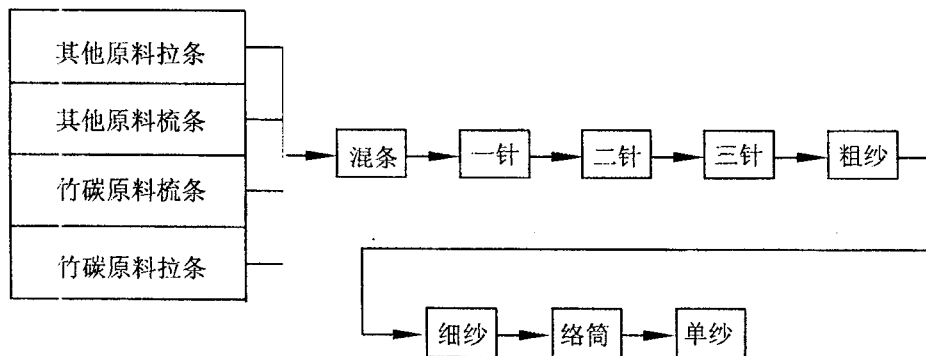 其他原料拉条
其他原料梳条
竹碳原料梳条
竹碳原料拉条
混条
一针
二针
三针
粗纱
细纱
络筒
单纱